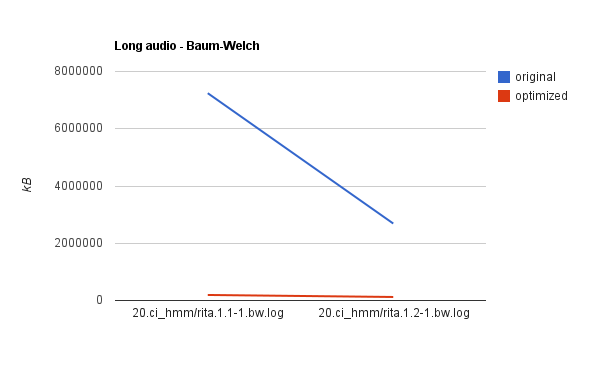 Long audio - Baum-Welch
8000000
6000000
4000000
2000000
0
kB
20.ci_hmm/rita.1.1-1.bw.log
20.ci_hmm/rita.1.2-1.bw.log
original
optimized